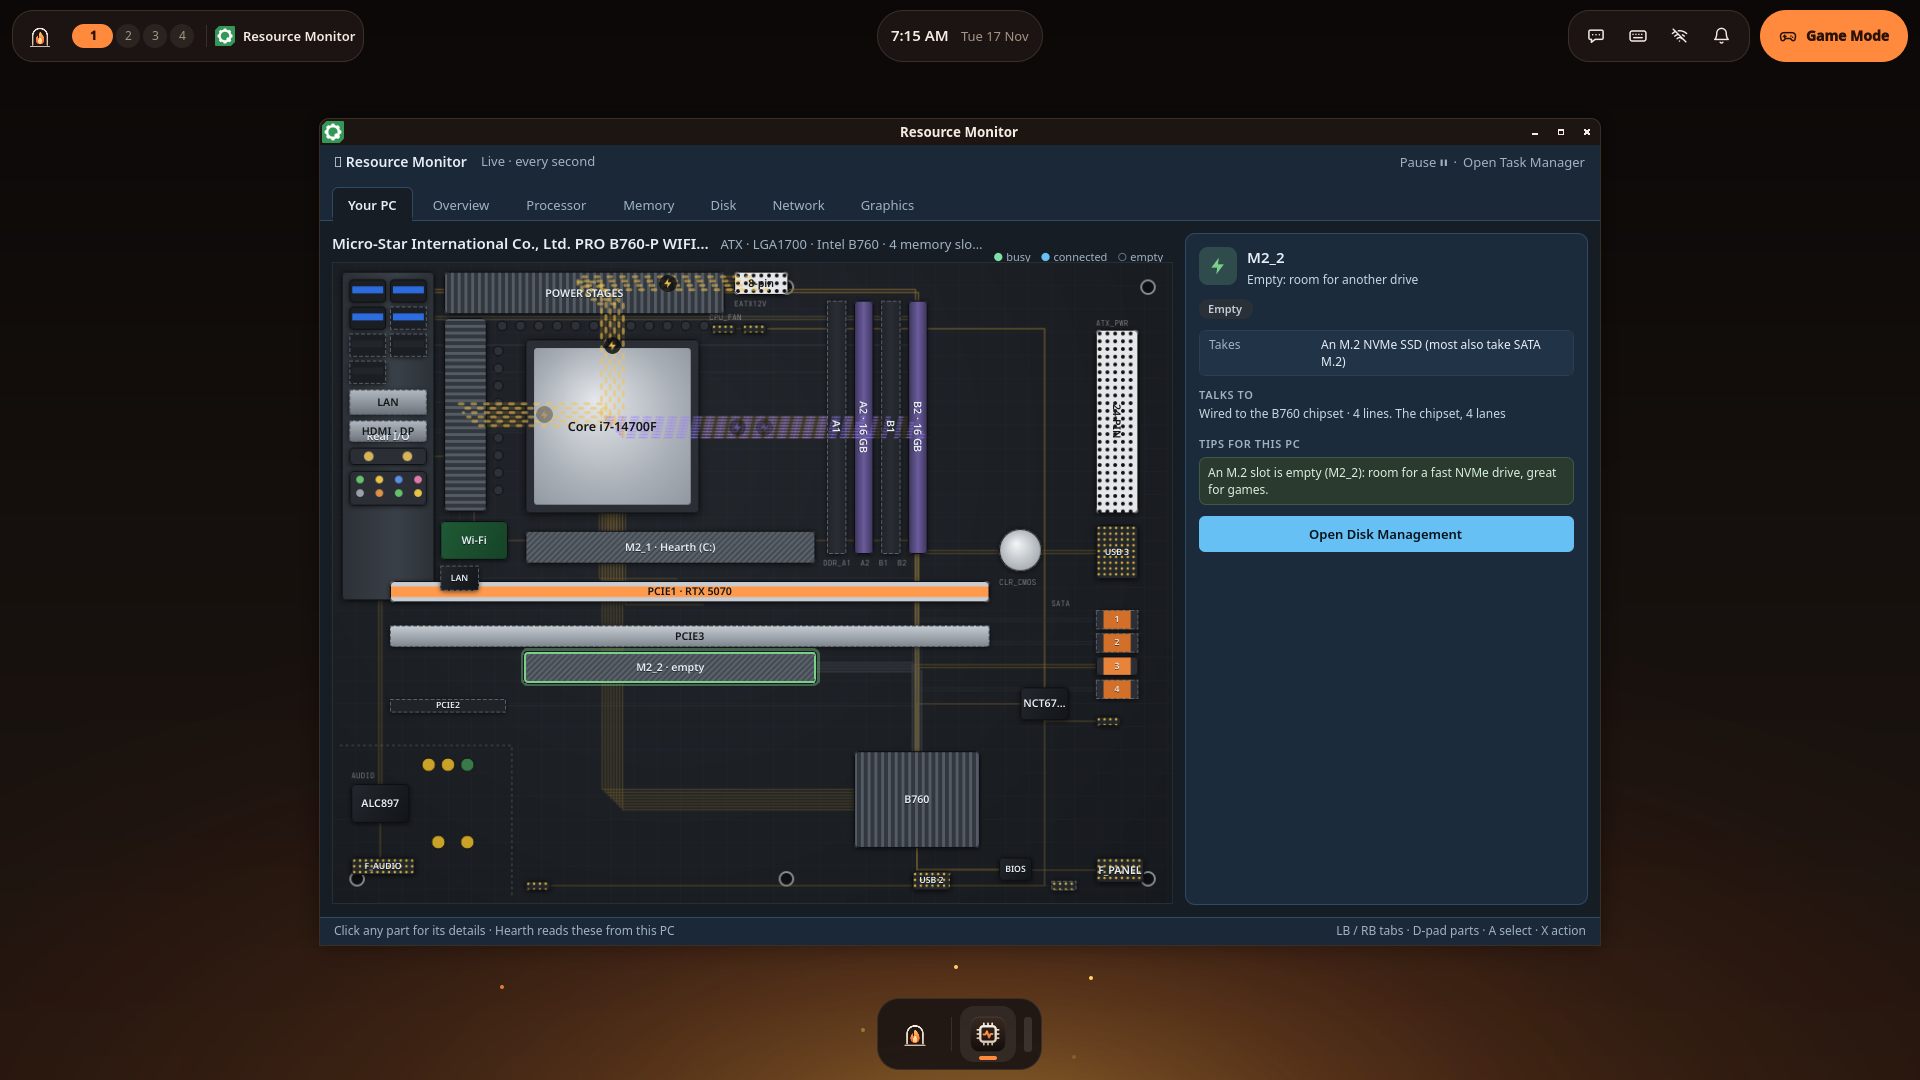 1 2 3 4 Resource Monitor
7:15 AM Tue 17 Nov
Game Mode
Resource Monitor
Resource Monitor Live · every second
Pause · Open Task Manager
Your PC Overview Processor Memory Disk Network Graphics
Micro-Star International Co., Ltd. PRO B760-P WIFI... ATX · LGA1700 · Intel B760 · 4 memory slo...
busy connected empty
POWER STAGES
8-pin
EATX12V
CPU_FAN
ATX_PWR
24-PIN
LAN
HDMI · DP
Rear I/O
Core i7-14700F
A1
A2 · 16 GB
B1
B2 · 16 GB
Wi-Fi
M2_1 · Hearth (C:)
DDR_A1 A2 B1 B2
USB 3
CLR_CMOS
LAN
PCIE1 · RTX 5070
SATA
1
2
3
4
PCIE3
M2_2 · empty
PCIE2
NCT67...
AUDIO
ALC897
B760
F-AUDIO
USB 2
BIOS
F_PANEL
M2_2
Empty: room for another drive
Empty
Takes An M.2 NVMe SSD (most also take SATA
M.2)
TALKS TO
Wired to the B760 chipset · 4 lines. The chipset, 4 lanes
TIPS FOR THIS PC
An M.2 slot is empty (M2_2): room for a fast NVMe drive, great
for games.
Open Disk Management
Click any part for its details · Hearth reads these from this PC
LB / RB tabs · D-pad parts · A select · X action